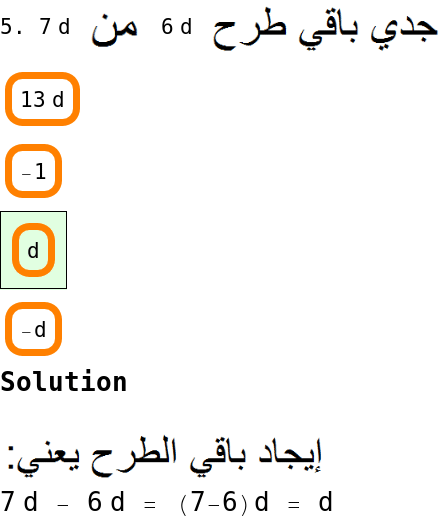 5. جدي باقي طرح 6 d من 7 d
13 d
−1
d
−d
Solution
إيجاد باقي الطرح يعني:
7 d − 6 d = (7−6) d = d